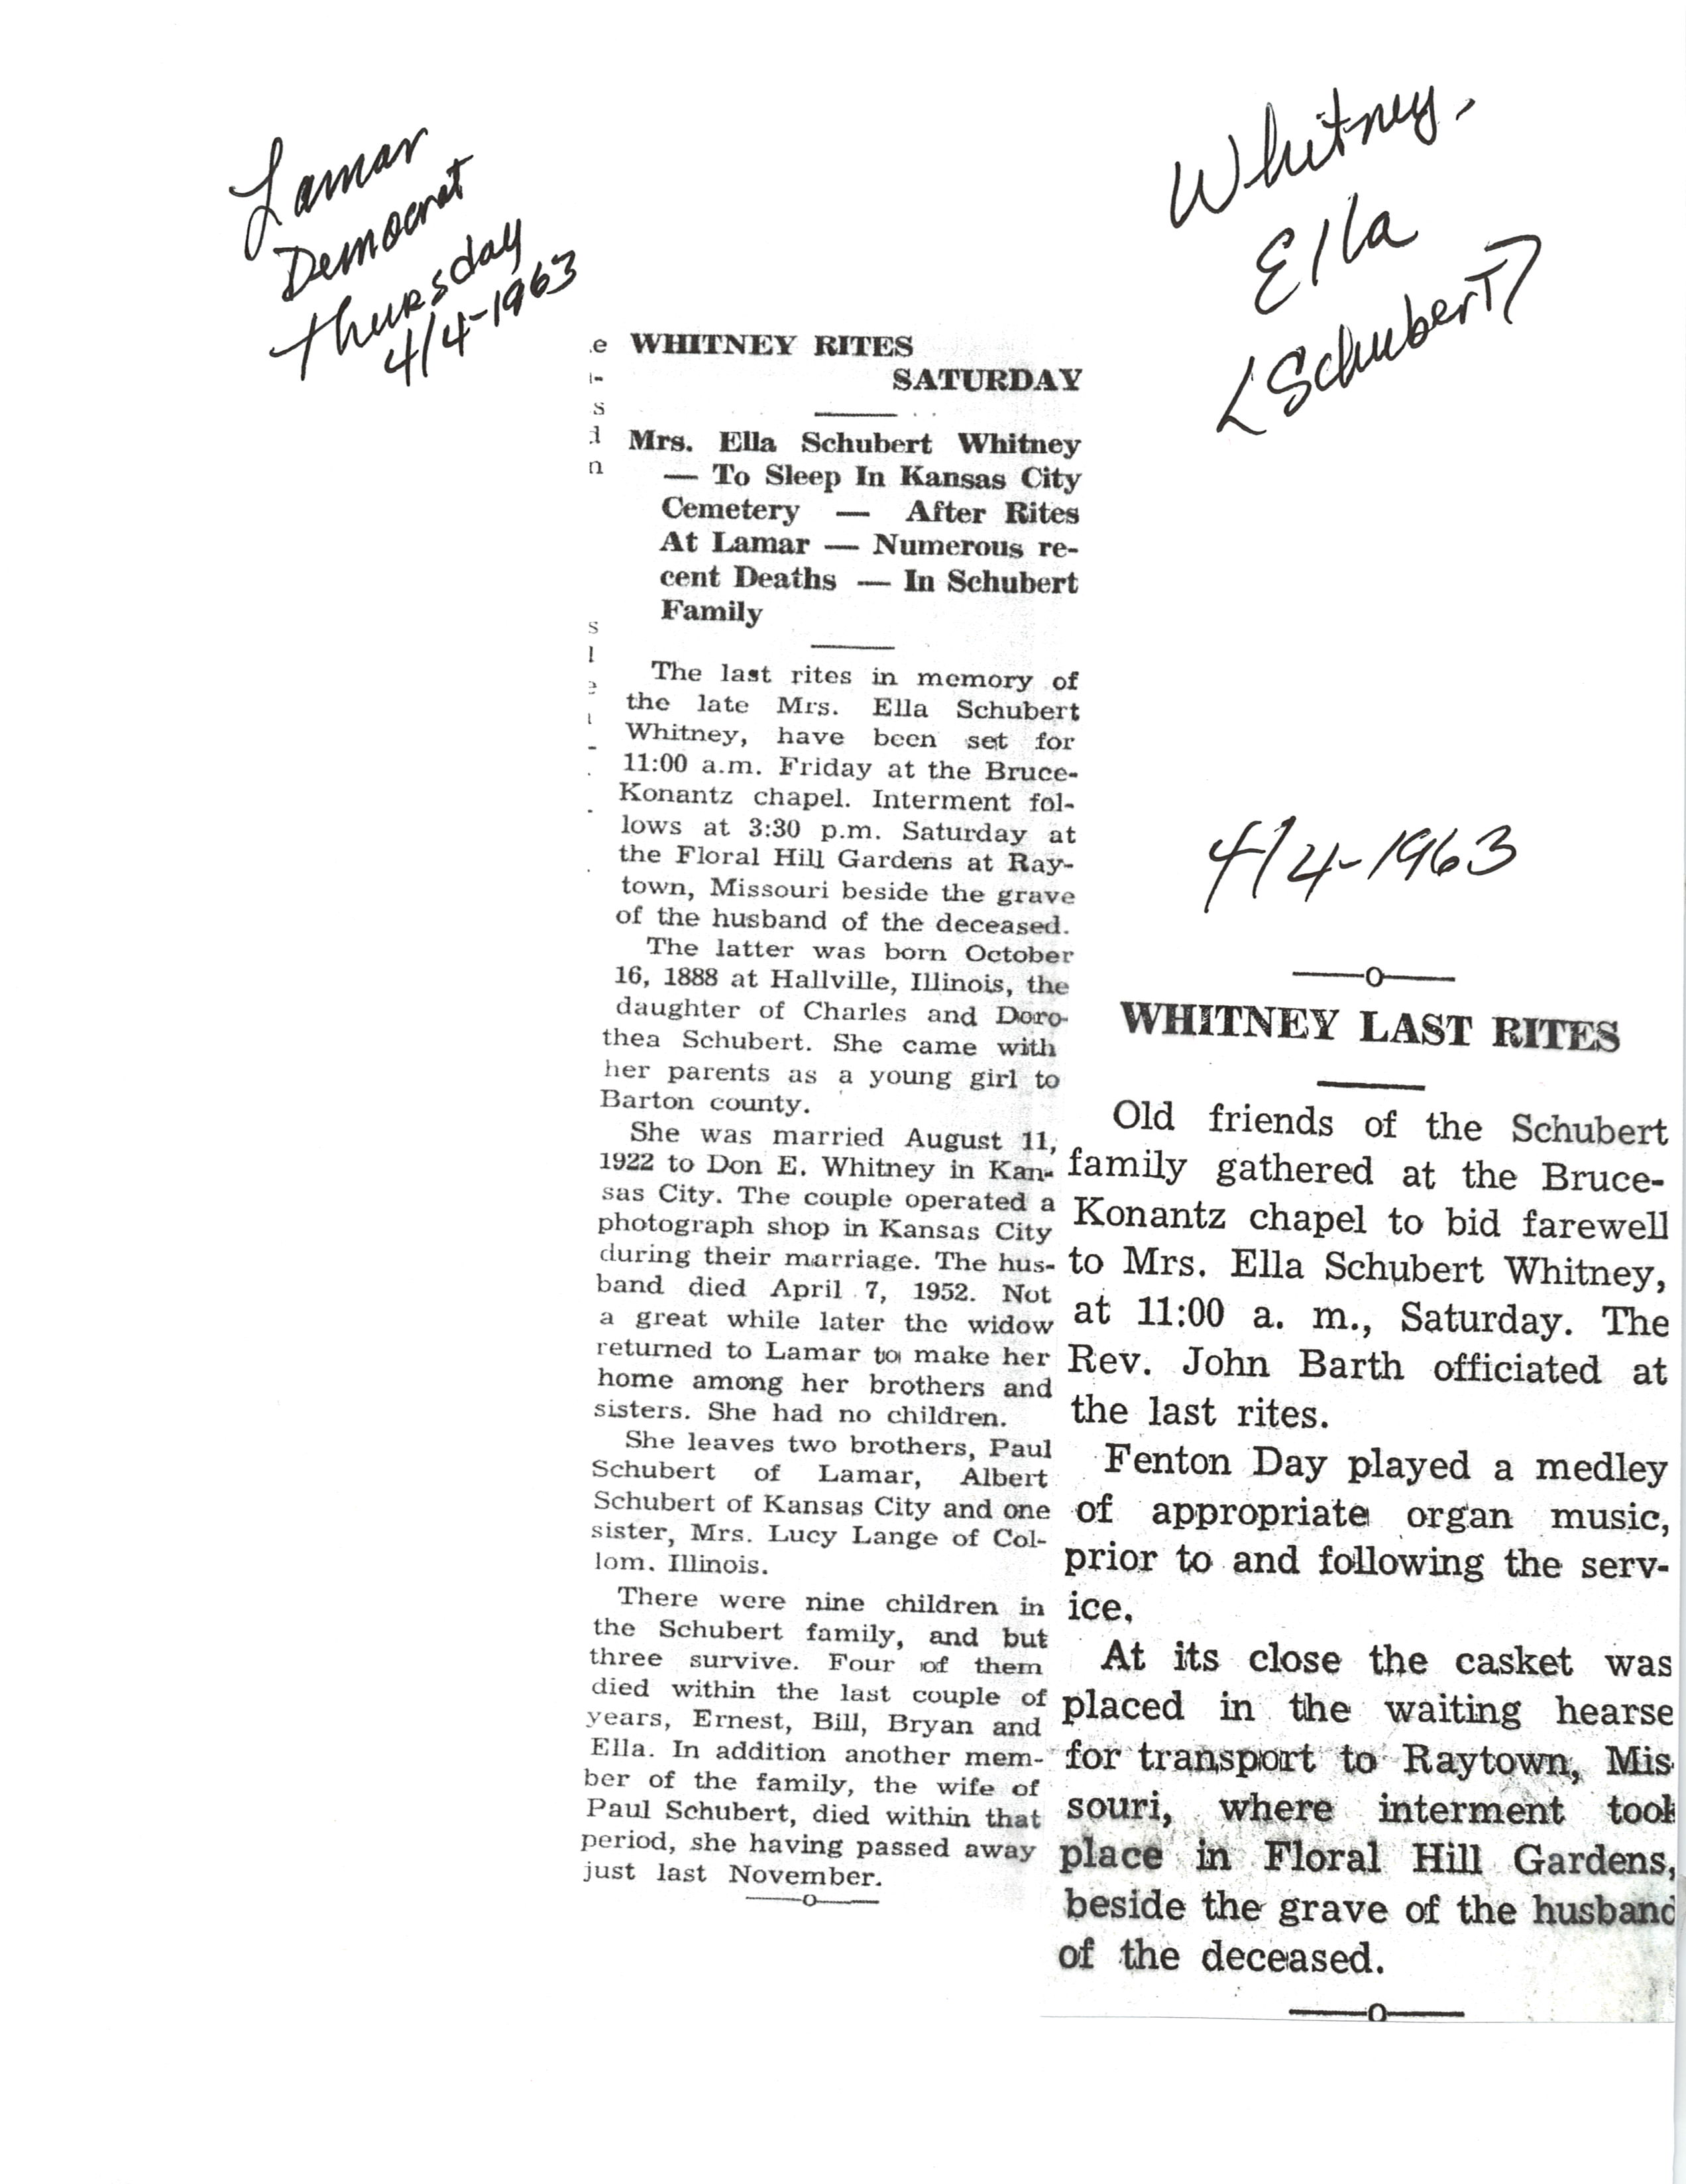 Lamar
Democrat
Thursday
4/4-1963
Whitney,
Ella
(Schubert)
WHITNEY RITES
SATURDAY
Mrs. Ella Schubert Whitney
— To Sleep In Kansas City
Cemetery — After Rites
At Lamar — Numerous re-
cent Deaths — In Schubert
Family
The last rites in memory of
the late Mrs. Ella Schubert
Whitney, have been set for
11:00 a.m. Friday at the Bruce-
Konantz chapel. Interment fol-
lows at 3:30 p.m. Saturday at
the Floral Hill Gardens at Ray-
town, Missouri beside the grave
of the husband of the deceased.
The latter was born October
16, 1888 at Hallville, Illinois, the
daughter of Charles and Doro-
thea Schubert. She came with
her parents as a young girl to
Barton county.
She was married August 11,
1922 to Don E. Whitney in Kan-
sas City. The couple operated a
photograph shop in Kansas City
during their marriage. The hus-
band died April 7, 1952. Not
a great while later the widow
returned to Lamar to make her
home among her brothers and
sisters. She had no children.
She leaves two brothers, Paul
Schubert of Lamar, Albert
Schubert of Kansas City and one
sister, Mrs. Lucy Lange of Col-
lom. Illinois.
There were nine children in
the Schubert family, and but
three survive. Four of them
died within the last couple of
years, Ernest, Bill, Bryan and
Ella. In addition another mem-
ber of the family, the wife of
Paul Schubert, died within that
period, she having passed away
just last November.
4/4-1963
WHITNEY LAST RITES
Old friends of the Schubert
family gathered at the Bruce-
Konantz chapel to bid farewell
to Mrs. Ella Schubert Whitney,
at 11:00 a. m., Saturday. The
Rev. John Barth officiated at
the last rites.
Fenton Day played a medley
of appropriate organ music,
prior to and following the serv-
ice.
At its close the casket was
placed in the waiting hearse
for transport to Raytown, Mis-
souri, where interment took
place in Floral Hill Gardens,
beside the grave of the husband
of the deceased.